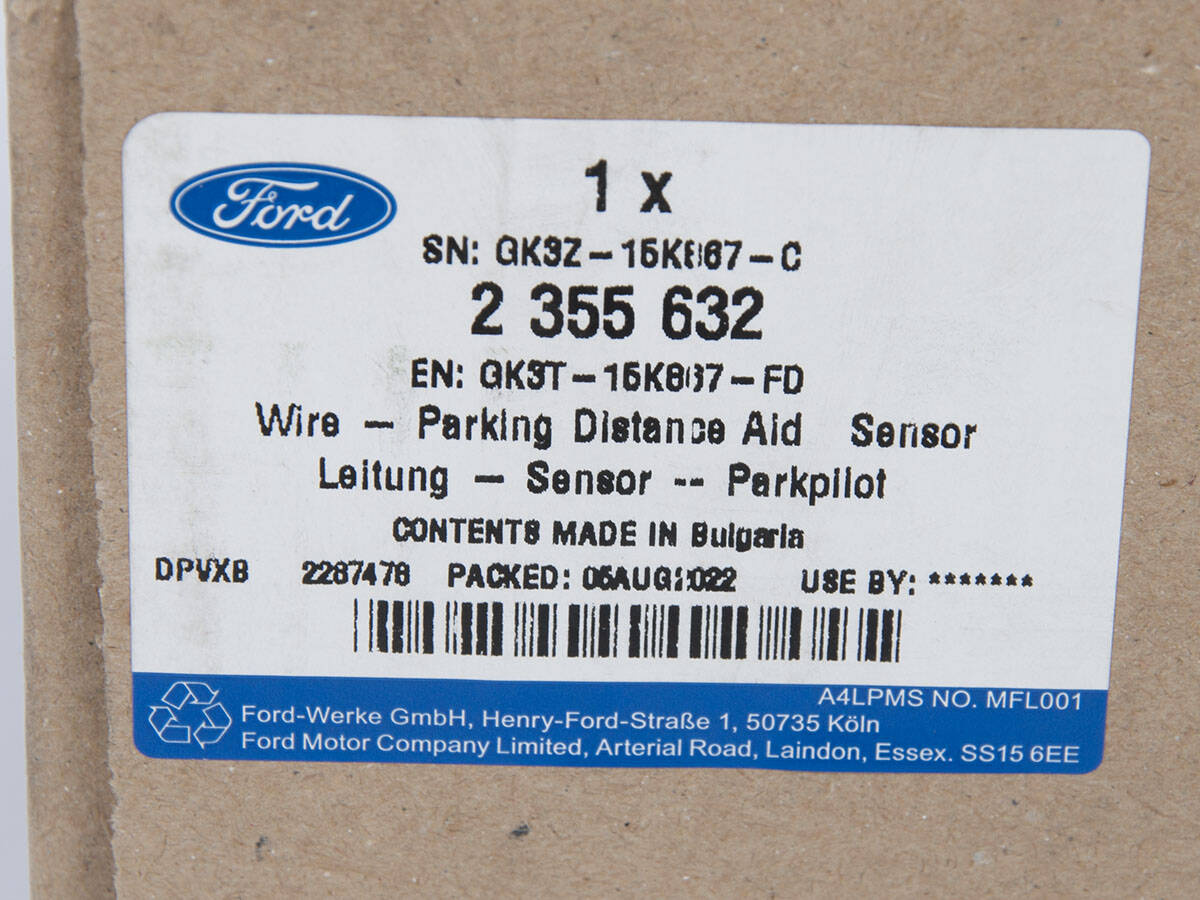 Ford
1 x
SN: GK3Z-15K867-C
2 355 632
EN: GK3T-15K867-FD
Wire - Parking Distance Aid Sensor
Leitung - Sensor -- Parkpilot
CONTENTS MADE IN Bulgaria
DPVXB 2287478 PACKED: 05AUG2022 USE BY: *******
A4LPMS NO. MFL001
Ford-Werke GmbH, Henry-Ford-Straße 1, 50735 Köln
Ford Motor Company Limited, Arterial Road, Laindon, Essex. SS15 6EE